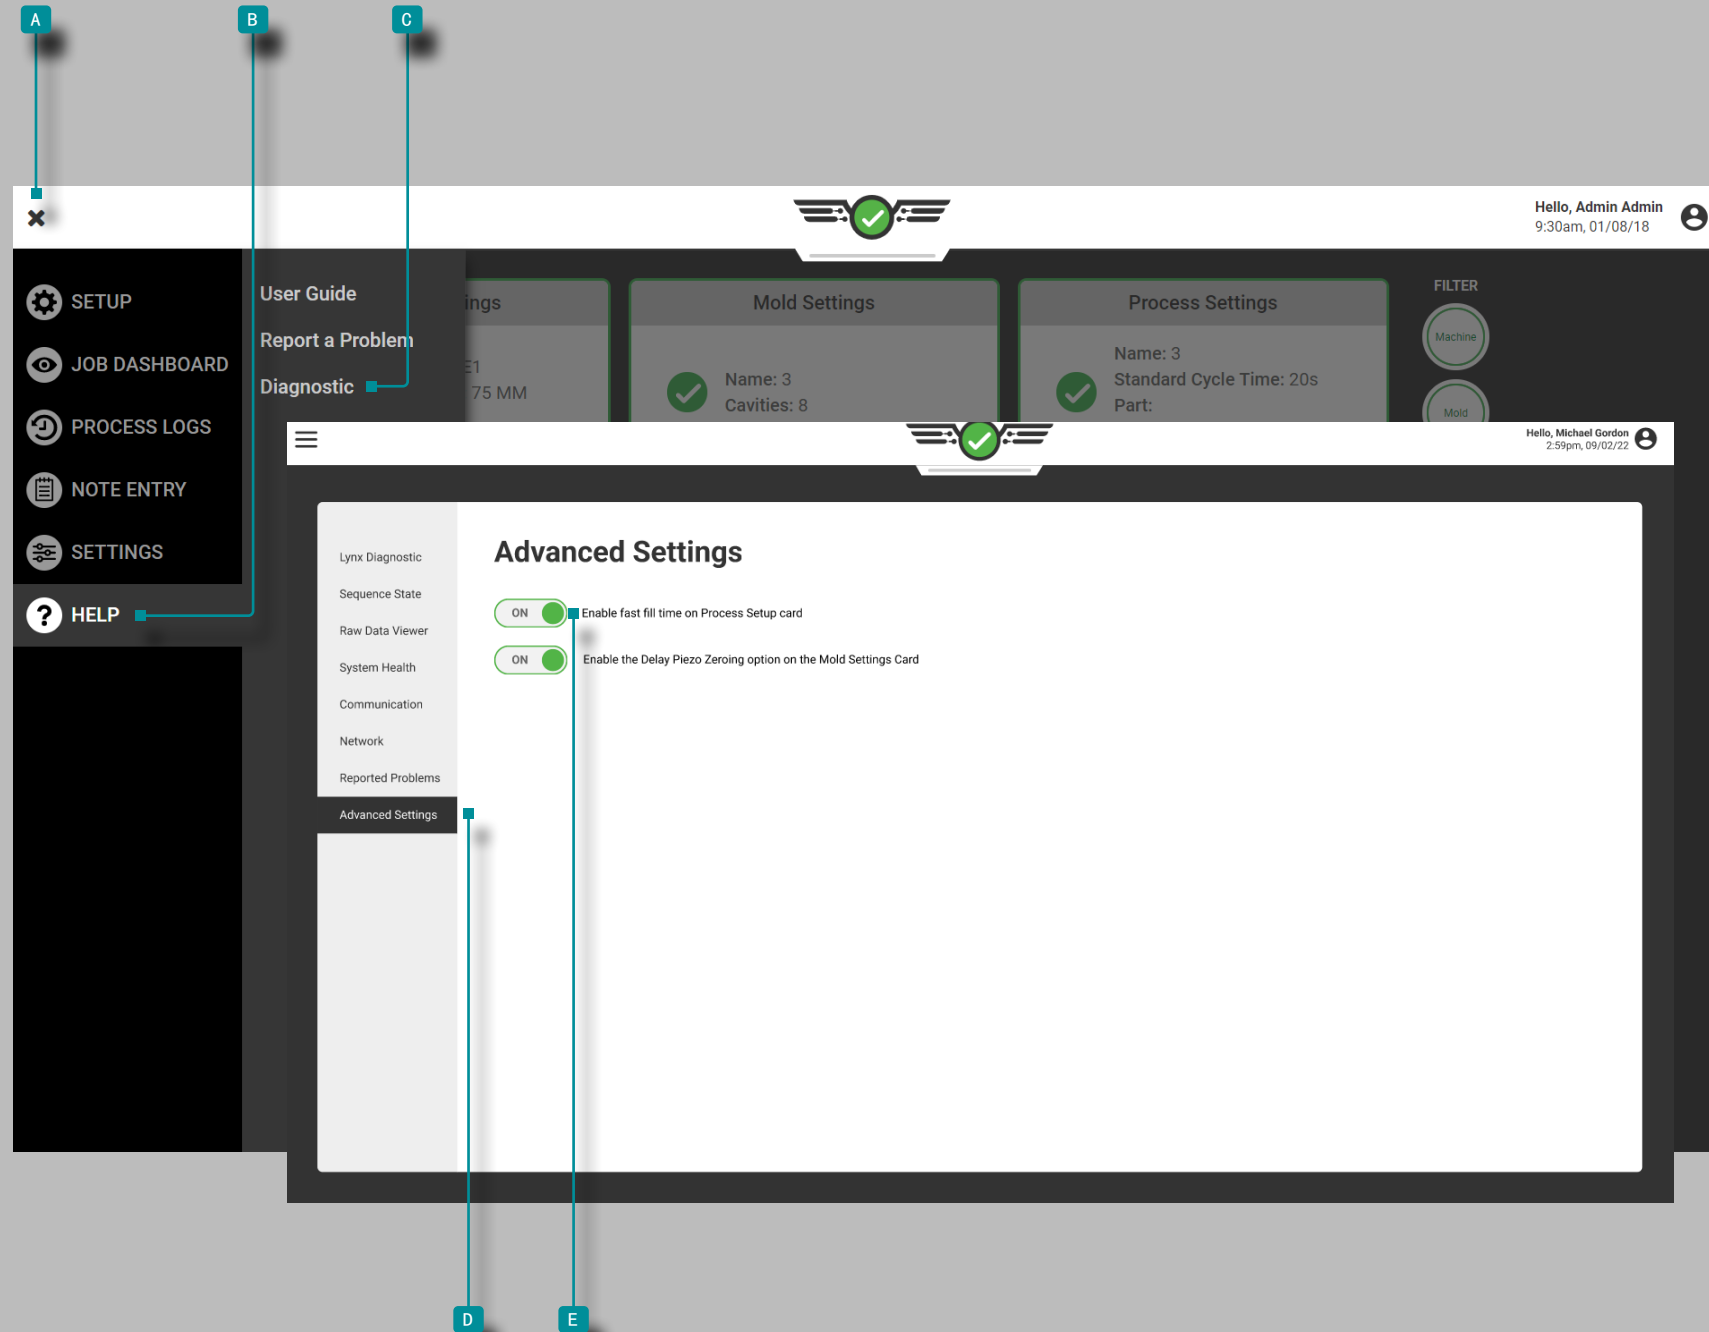 A
B
C
Hello, Admin Admin
9:30am, 01/08/18
SETUP
JOB DASHBOARD
PROCESS LOGS
NOTE ENTRY
SETTINGS
HELP
User Guide
Report a Problem
Diagnostic
ings
E1
75 MM
Mold Settings
Name: 3
Cavities: 8
Process Settings
Name: 3
Standard Cycle Time: 20s
Part:
FILTER
Machine
Mold
Hello, Michael Gordon
2:59pm, 09/02/22
Lynx Diagnostic
Sequence State
Raw Data Viewer
System Health
Communication
Network
Reported Problems
Advanced Settings
Advanced Settings
ON Enable fast fill time on Process Setup card
ON Enable the Delay Piezo Zeroing option on the Mold Settings Card
D
E